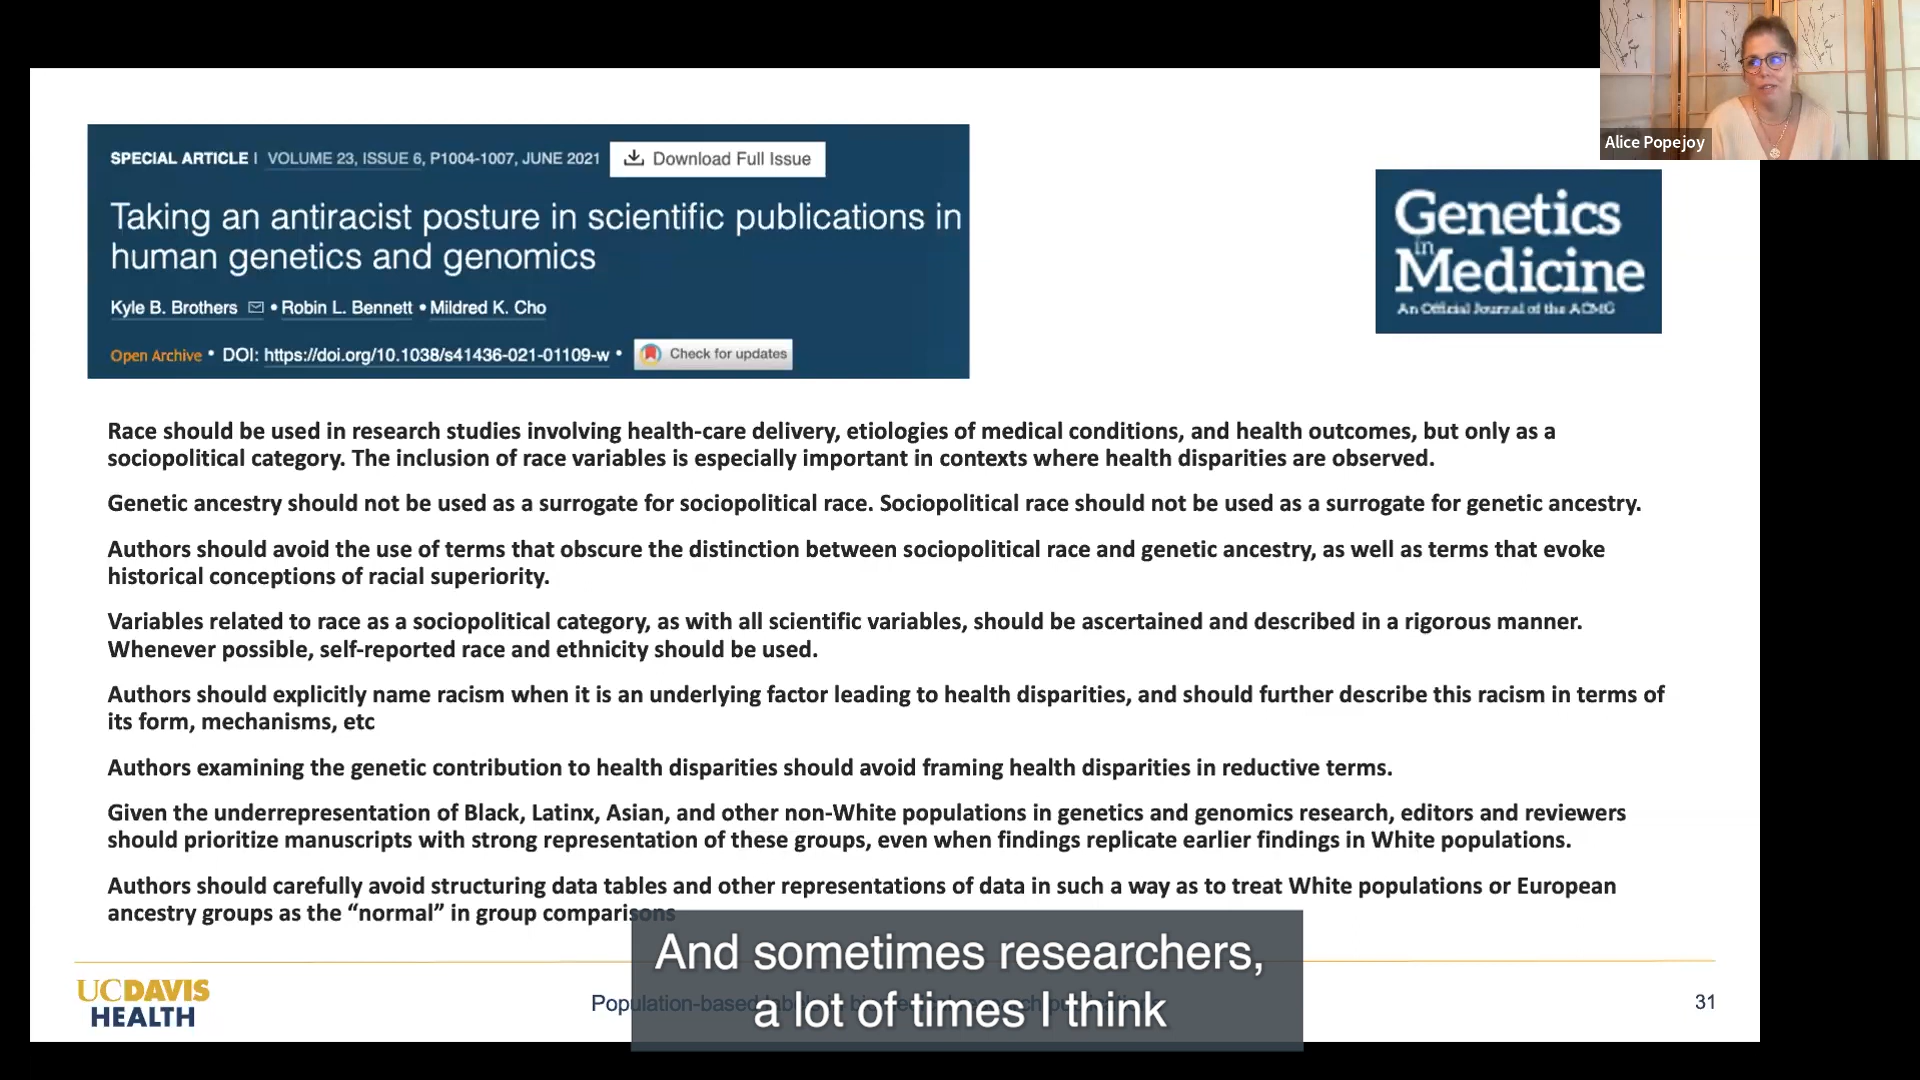 Alice Popejoy
SPECIAL ARTICLE | VOLUME 23, ISSUE 6, P1004-1007, JUNE 2021 Download Full Issue
Taking an antiracist posture in scientific publications in
human genetics and genomics
Kyle B. Brothers • Robin L. Bennett • Mildred K. Cho
Open Archive • DOI: https://doi.org/10.1038/s41436-021-01109-w • Check for updates
Genetics
in
Medicine
An Official Journal of the ACMG
Race should be used in research studies involving health-care delivery, etiologies of medical conditions, and health outcomes, but only as a
sociopolitical category. The inclusion of race variables is especially important in contexts where health disparities are observed.
Genetic ancestry should not be used as a surrogate for sociopolitical race. Sociopolitical race should not be used as a surrogate for genetic ancestry.
Authors should avoid the use of terms that obscure the distinction between sociopolitical race and genetic ancestry, as well as terms that evoke
historical conceptions of racial superiority.
Variables related to race as a sociopolitical category, as with all scientific variables, should be ascertained and described in a rigorous manner.
Whenever possible, self-reported race and ethnicity should be used.
Authors should explicitly name racism when it is an underlying factor leading to health disparities, and should further describe this racism in terms of
its form, mechanisms, etc
Authors examining the genetic contribution to health disparities should avoid framing health disparities in reductive terms.
Given the underrepresentation of Black, Latinx, Asian, and other non-White populations in genetics and genomics research, editors and reviewers
should prioritize manuscripts with strong representation of these groups, even when findings replicate earlier findings in White populations.
Authors should carefully avoid structuring data tables and other representations of data in such a way as to treat White populations or European
ancestry groups as the “normal” in group comparisons
And sometimes researchers,
a lot of times I think
UCDAVIS
HEALTH
Population-based
31